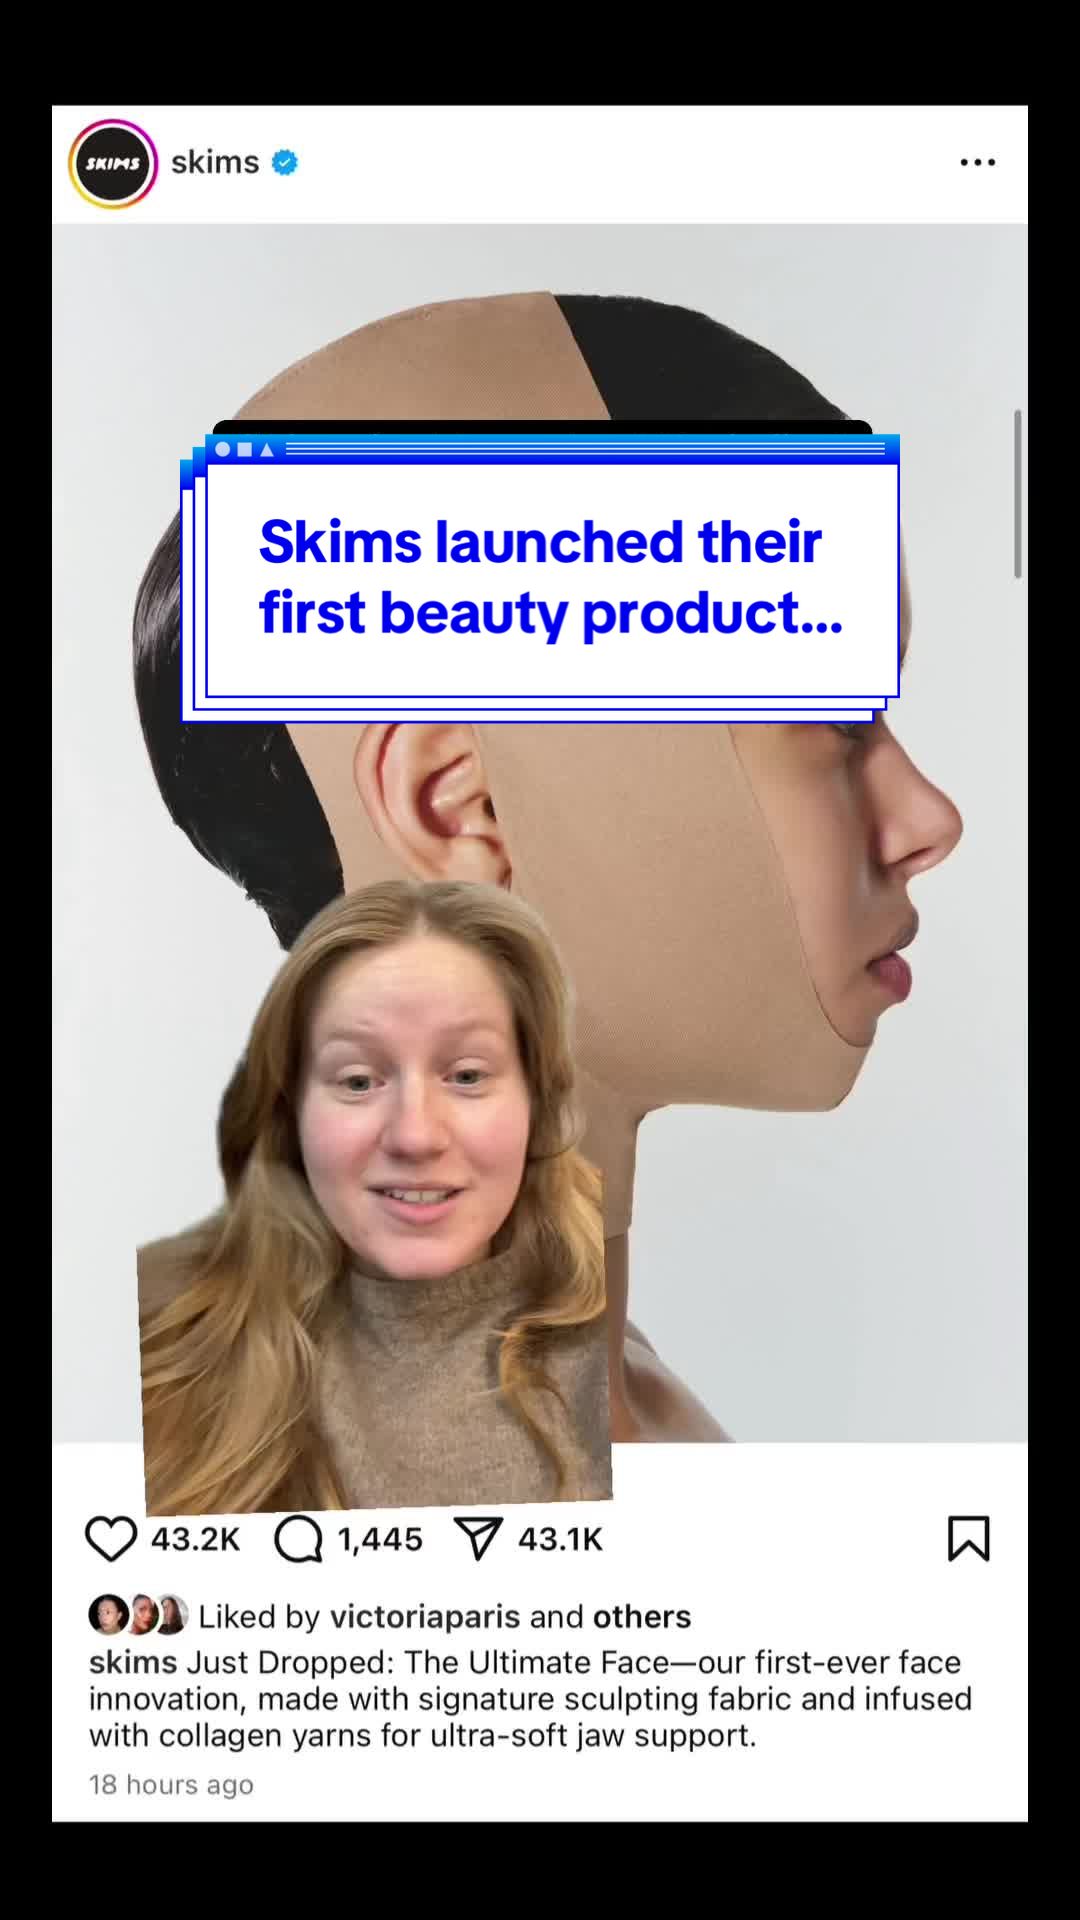 SKIMS
skims
Skims launched their
first beauty product...
43.2K 1,445 43.1K
Liked by victoriaparis and others
skims Just Dropped: The Ultimate Face—our first-ever face
innovation, made with signature sculpting fabric and infused
with collagen yarns for ultra-soft jaw support.
18 hours ago